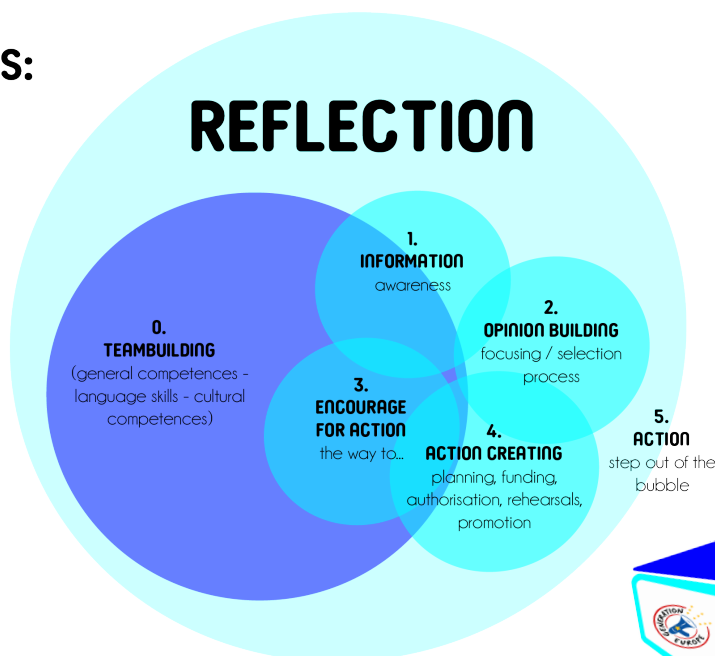 S:
REFLECTION
1.
INFORMATION
awareness
2.
OPINION BUILDING
focusing / selection
process
0.
TEAMBUILDING
(general competences -
language skills - cultural
competences)
3.
ENCOURAGE
FOR ACTION
the way to...
4.
ACTION CREATING
planning, funding,
authorisation, rehearsals,
promotion
5.
ACTION
step out of the
bubble
GENERATION
EUROPE